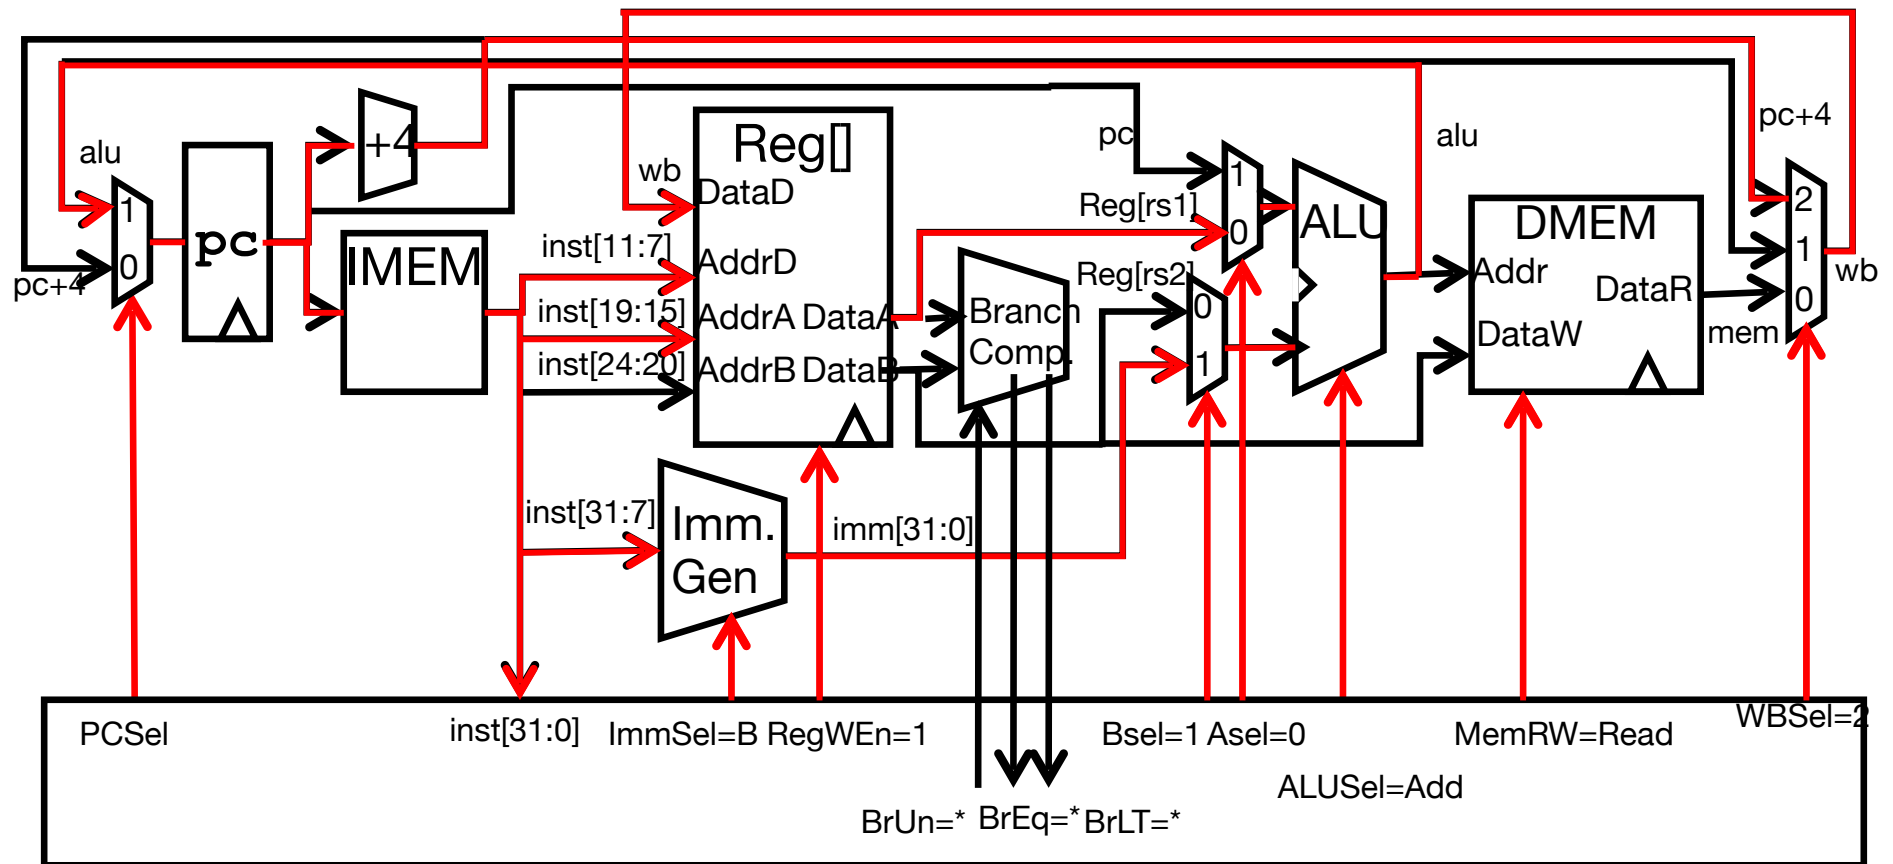 alu
1
0
pc+4
pc
+4
IMEM
inst[11:7]
inst[19:15]
inst[24:20]
wb
Reg[]
DataD
AddrD
AddrA DataA
AddrB DataB
inst[31:7]
Imm.
Gen
imm[31:0]
Branch
Comp.
pc
Reg[rs1]
Reg[rs2]
1
0
0
1
ALU
alu
DMEM
Addr
DataR
DataW
mem
pc+4
2
1
0
wb
PCSel
inst[31:0]
ImmSel=B
RegWEn=1
BrUn=*
BrEq=*
BrLT=*
Bsel=1
Asel=0
ALUSel=Add
MemRW=Read
WBSel=2